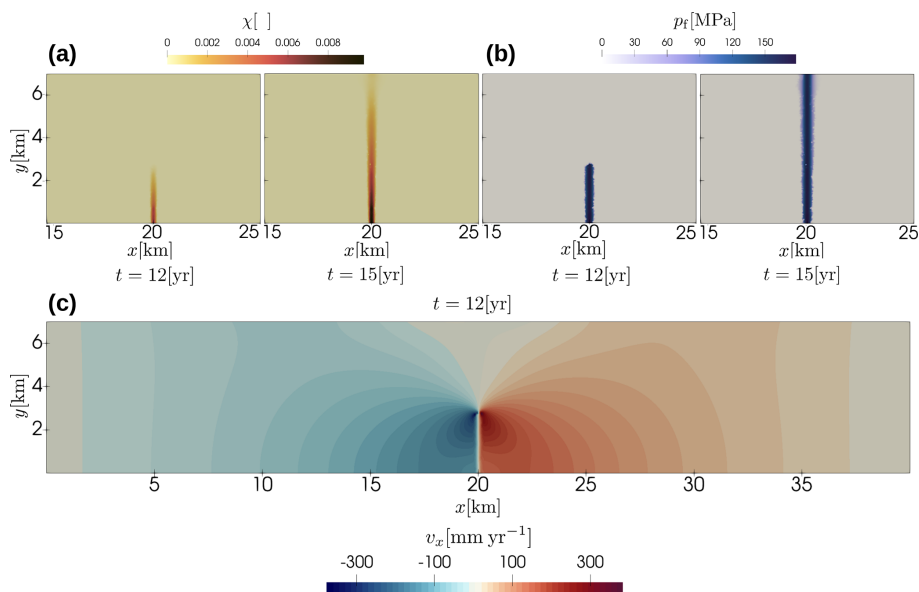 χ[ ]
p_f[MPa]
(a)
0 0.002 0.004 0.006 0.008
(b)
0 30 60 90 120 150
y[km]
6
4
2
15 20 25
15 20 25
15 20 25
15 20 25
x[km] x[km] x[km] x[km]
t = 12[yr] t = 15[yr] t = 12[yr] t = 15[yr]
(c)
t = 12[yr]
y[km]
6
4
2
5 10 15 20 25 30 35
x[km]
v_x[mm yr⁻¹]
-300 -100 100 300